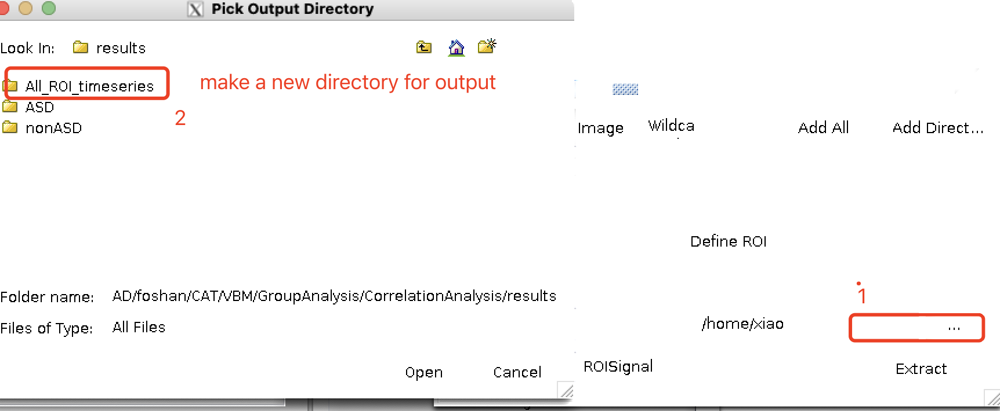 Pick Output Directory
Look In: results
All_ROI_timeseries
make a new directory for output
ASD
2
nonASD
Folder name: AD/foshan/CAT/VBM/GroupAnalysis/CorrelationAnalysis/results
Files of Type: All Files
Open Cancel
Image Wildca Add All Add Direct...
Define ROI
1
/home/xiao ...
ROISignal Extract